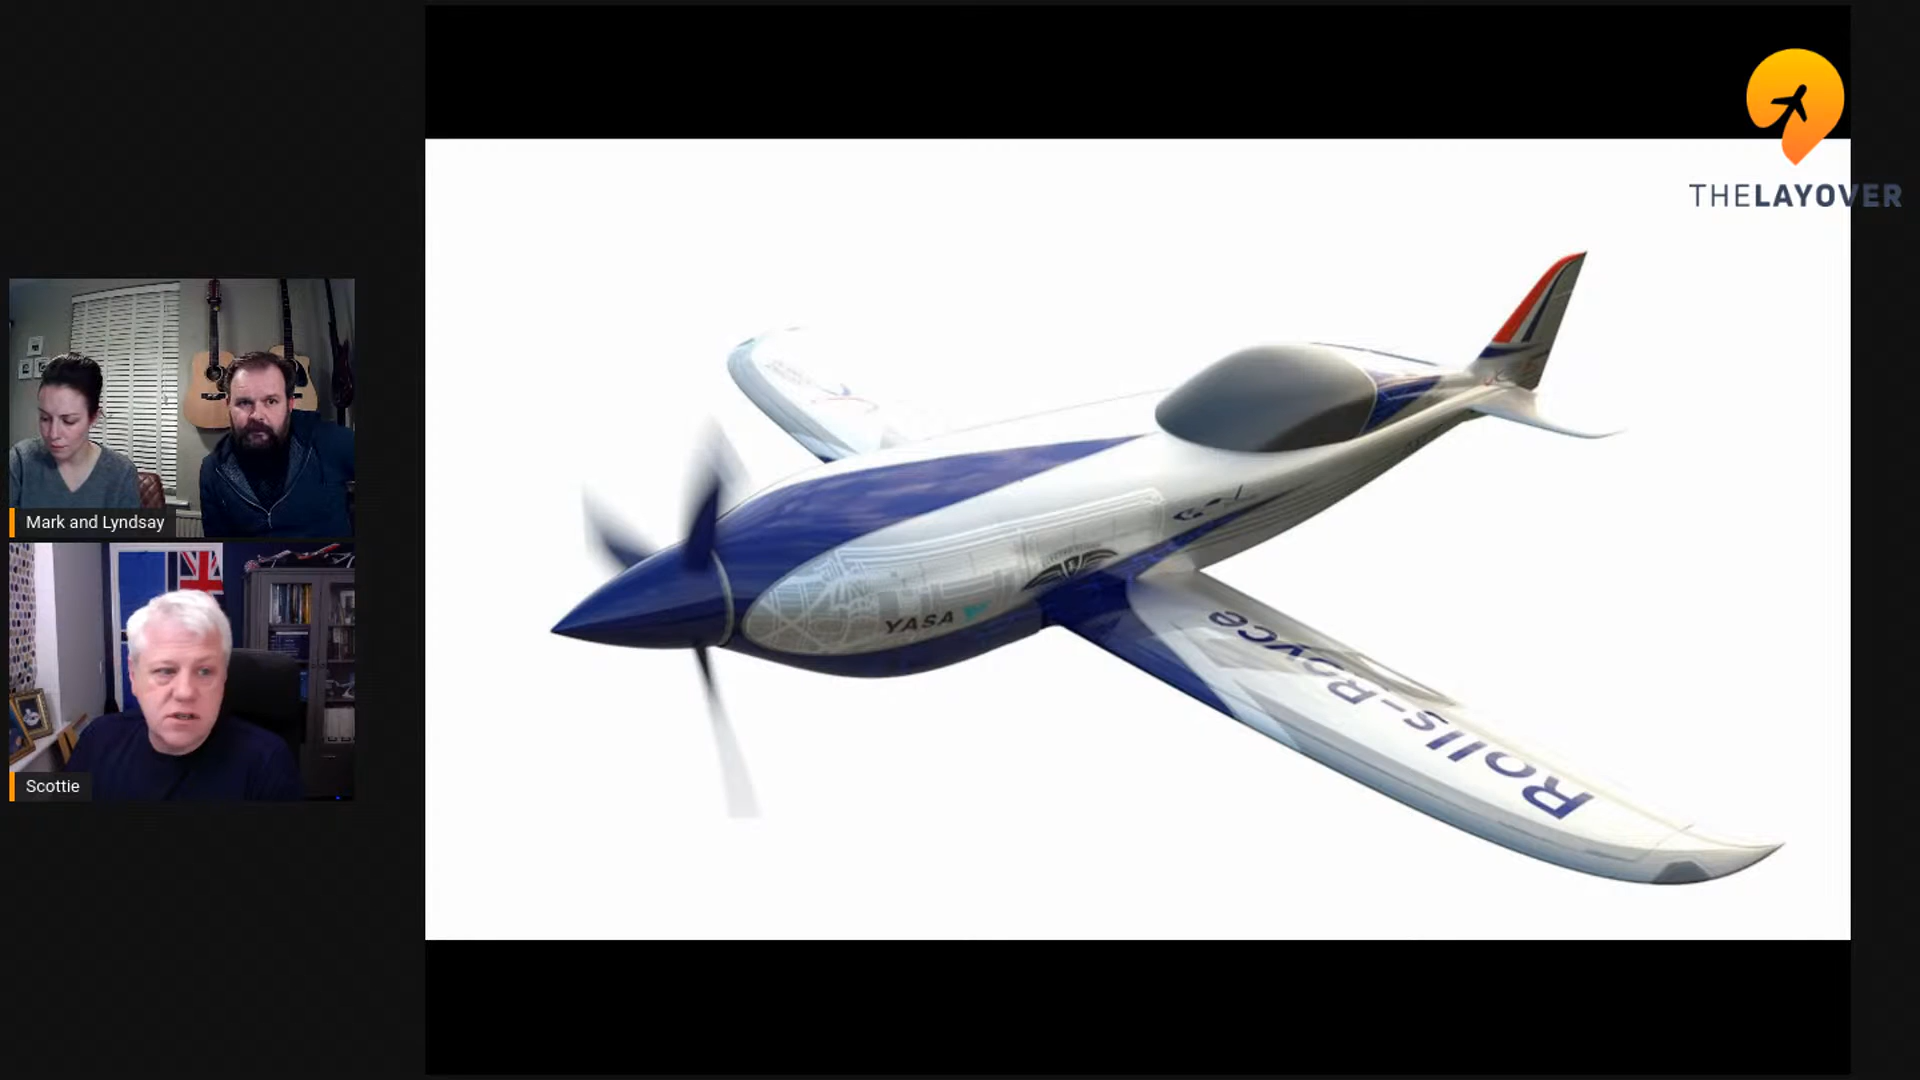 THELAYOVER
Mark and Lyndsay
Scottie
YASA
Rolls-Royce